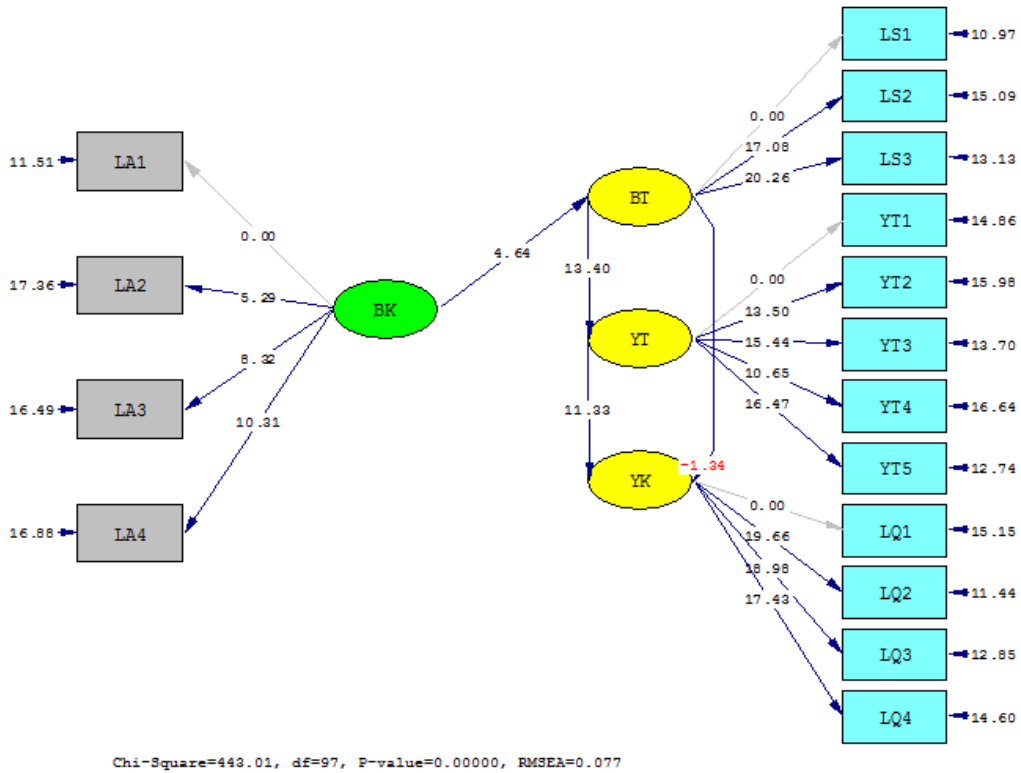 LS1
10.97
LS2
15.09
0.00
17.08
LA1
11.51
LS3
13.13
20.26
BT
YT1
14.86
0.00
4.64
13.40
0.00
LA2
17.36
5.29
BK
YT2
15.98
13.50
YT
YT3
13.70
15.44
8.32
10.65
LA3
16.49
YT4
16.64
16.47
11.33
10.31
YT5
12.74
-1.34
YK
0.00
LA4
16.88
LQ1
15.15
19.66
18.98
LQ2
11.44
17.43
LQ3
12.85
LQ4
14.60
Chi-Square=443.01, df=97, P-value=0.00000, RMSEA=0.077